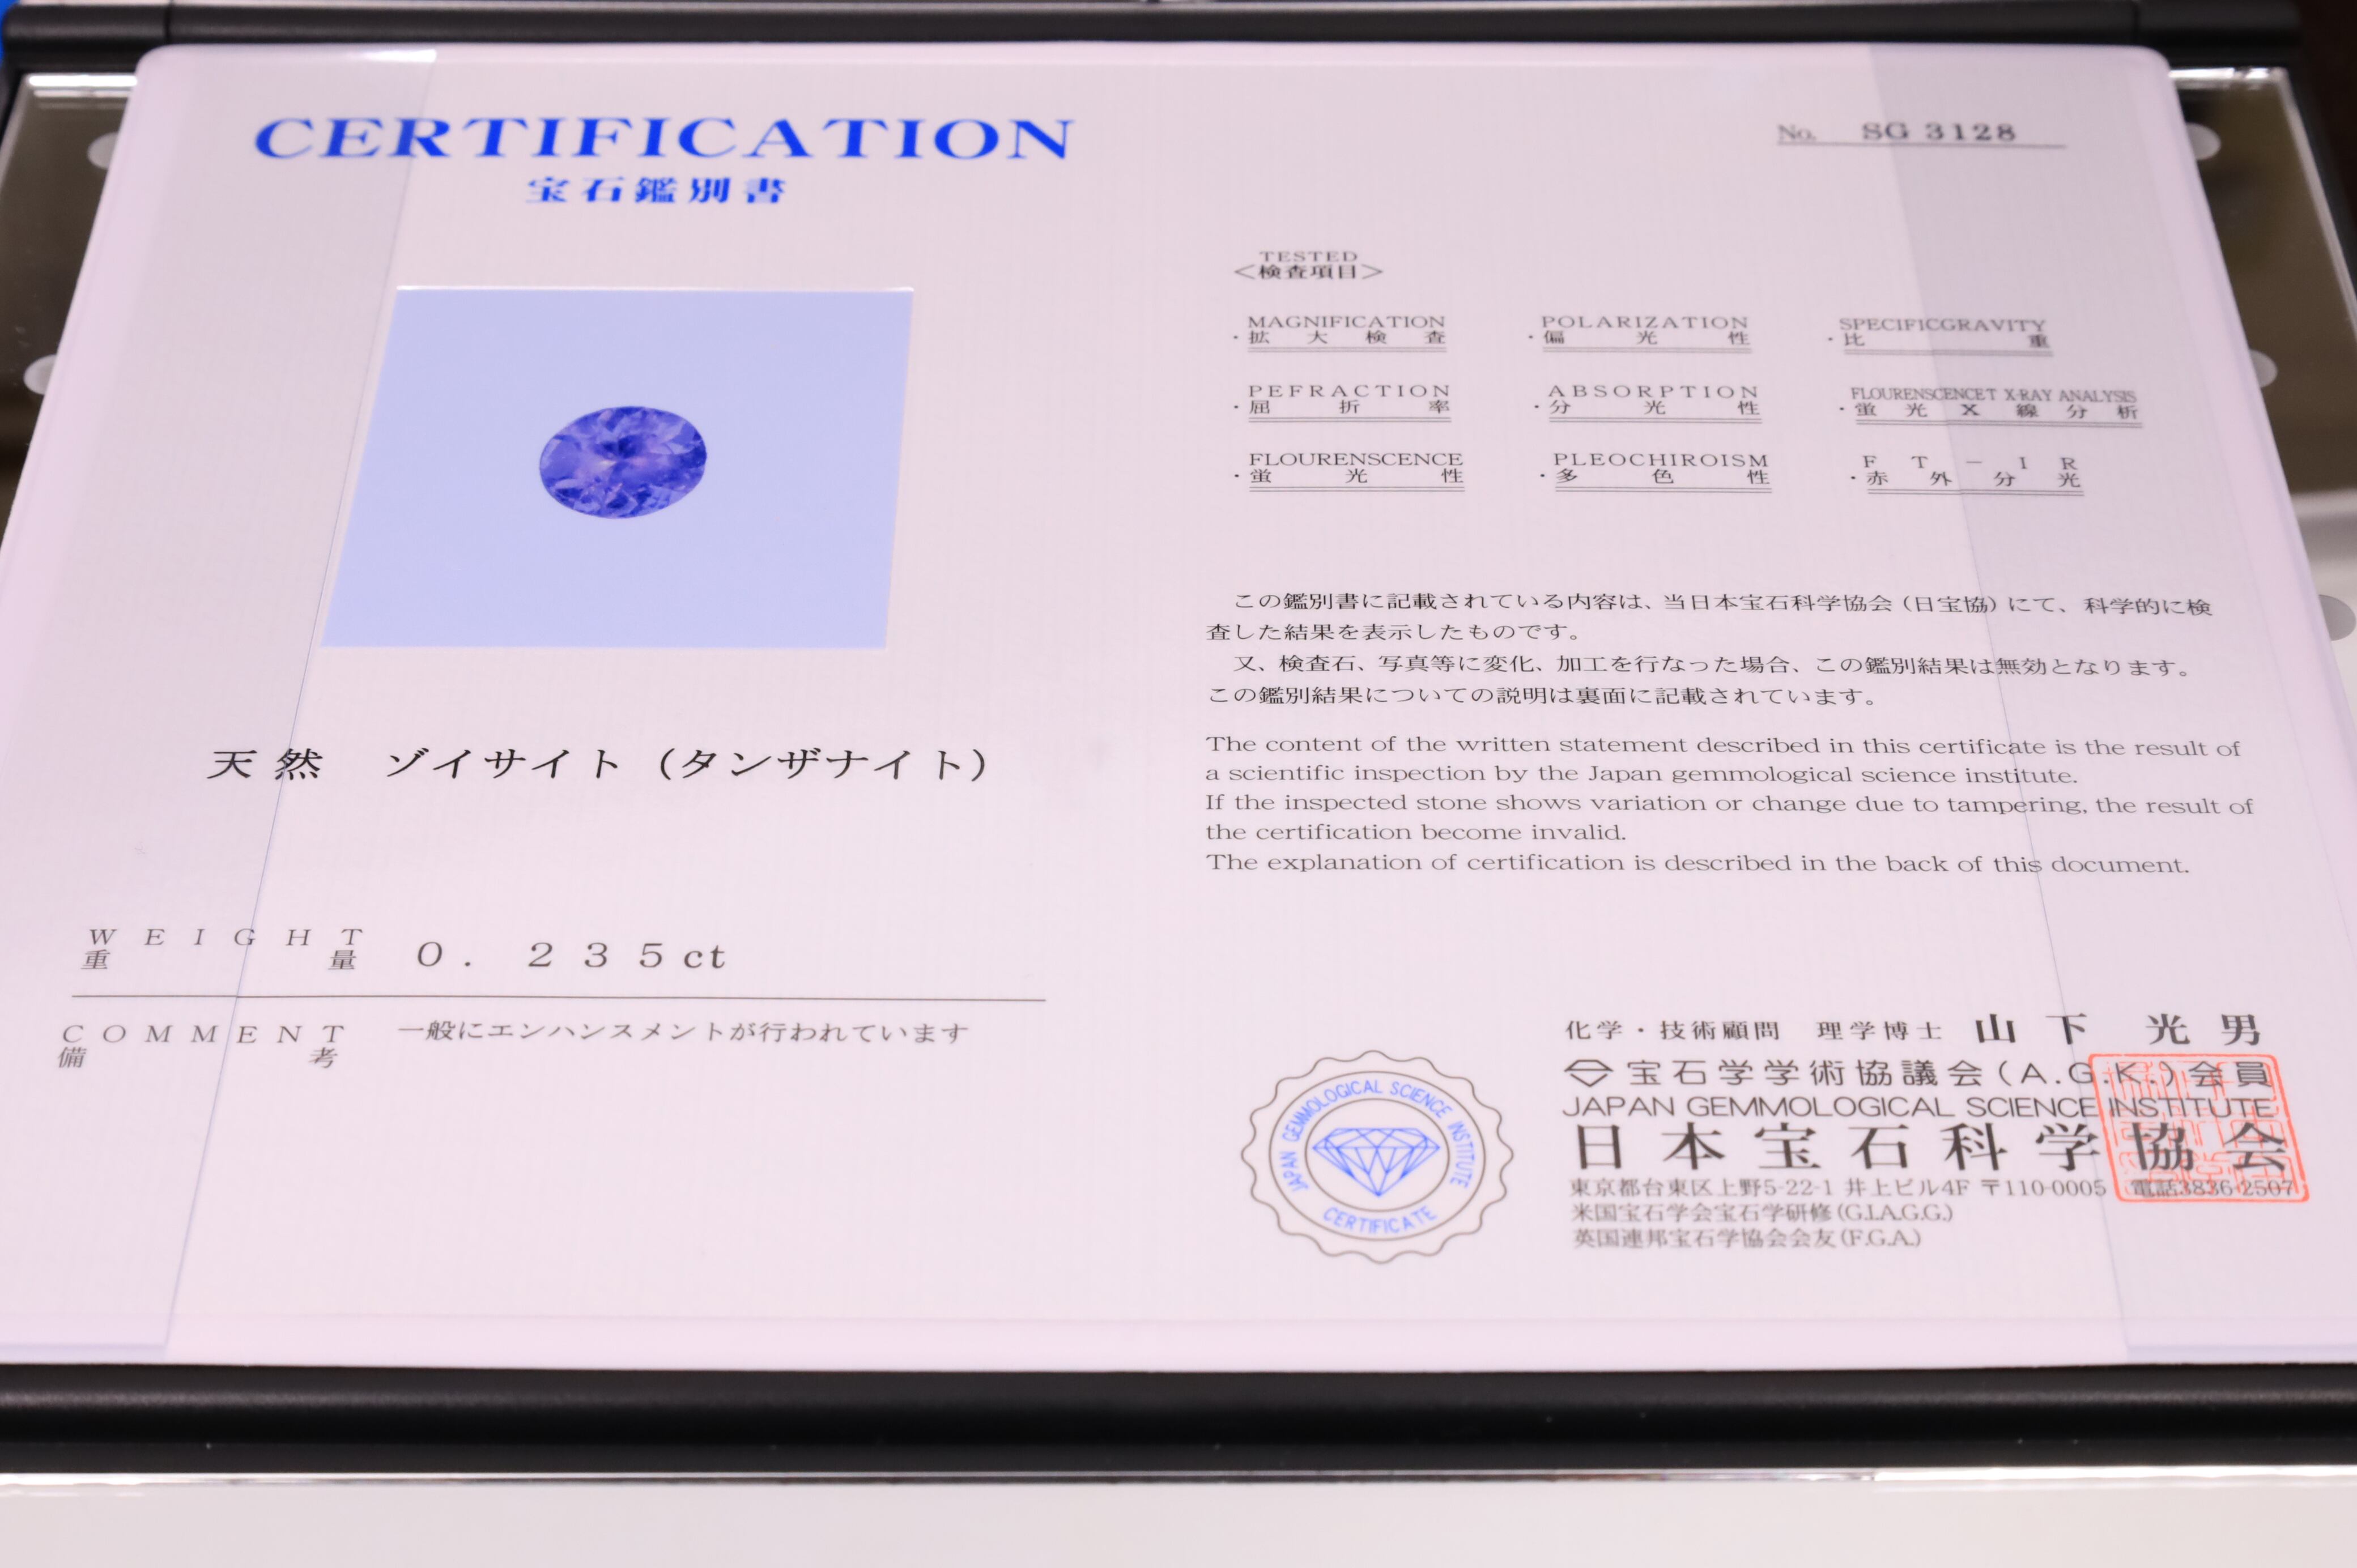 CERTIFICATION
宝石鑑別書
天然 ゾイサイト（タンザナイト）
WEIGHT
重量
0.235ct
COMMENT
備考
一般にエンハンスメントが行われています
No. SG 3128
TESTED
<検査項目>
MAGNIFICATION
・拡大検査
POLARIZATION
・偏光性
SPECIFICGRAVITY
・比重
PEFRACTION
・屈折率
ABSORPTION
・分光性
FLOURENSCENCET X-RAY ANALYSIS
・蛍光X線分析
FLOURENSCENCE
・蛍光性
PLEOCHIROISM
・多色性
FT-IR
・赤外分光
この鑑別書に記載されている内容は、当日本宝石科学協会（日宝協）にて、科学的に検
査した結果を表示したものです。
又、検査石、写真等に変化、加工を行なった場合、この鑑別結果は無効となります。
この鑑別結果についての説明は裏面に記載されています。
The content of the written statement described in this certificate is the result of
a scientific inspection by the Japan gemmological science institute.
If the inspected stone shows variation or change due to tampering, the result of
the certification become invalid.
The explanation of certification is described in the back of this document.
JAPAN GEMMOLOGICAL SCIENCE INSTITUTE
CERTIFICATE
化学・技術顧問 理学博士 山下 光男
宝石学学術協議会(A.G.K.)会員
JAPAN GEMMOLOGICAL SCIENCE INSTITUTE
日本宝石科学協会
東京都台東区上野5-22-1 井上ビル4F 〒110-0005 電話3836-2507
米国宝石学会宝石学研修(G.I.A.G.G.)
英国連邦宝石学協会会友(F.G.A.)